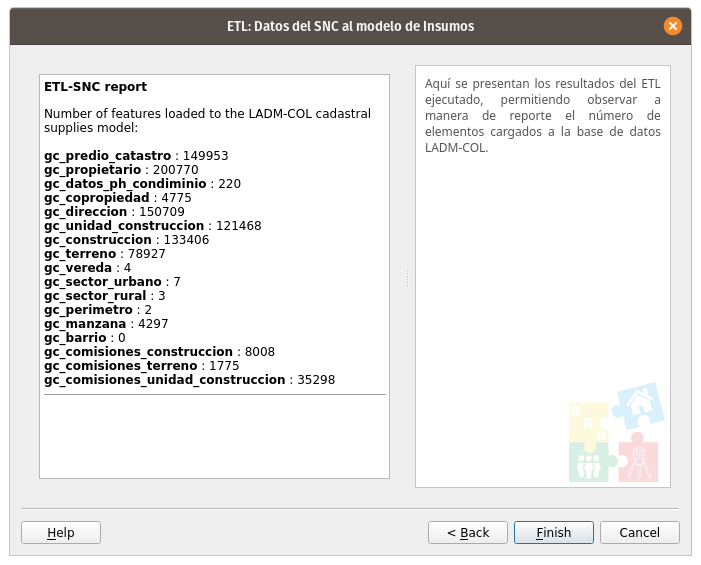 ETL: Datos del SNC al modelo de Insumos
ETL-SNC report
Number of features loaded to the LADM-COL cadastral
supplies model:
gc_predio_catastro : 149953
gc_propietario : 200770
gc_datos_ph_condiminio : 220
gc_copropiedad : 4775
gc_direccion : 150709
gc_unidad_construccion : 121468
gc_construccion : 133406
gc_terreno : 78927
gc_vereda : 4
gc_sector_urbano : 7
gc_sector_rural : 3
gc_perimetro : 2
gc_manzana : 4297
gc_barrio : 0
gc_comisiones_construccion : 8008
gc_comisiones_terreno : 1775
gc_comisiones_unidad_construccion : 35298
Aquí se presentan los resultados del ETL
ejecutado, permitiendo observar a
manera de reporte el número de
elementos cargados a la base de datos
LADM-COL.
R
R
R
Help
< Back
Finish
Cancel